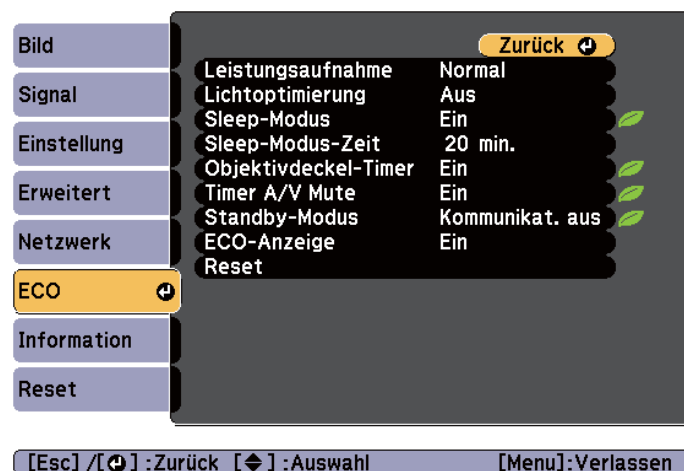 Bild
Signal
Einstellung
Erweitert
Netzwerk
ECO
Information
Reset
Zurück
Leistungsaufnahme Normal
Lichtoptimierung Aus
Sleep-Modus Ein
Sleep-Modus-Zeit 20 min.
Objektivdeckel-Timer Ein
Timer A/V Mute Ein
Standby-Modus Kommunikat. aus
ECO-Anzeige Ein
Reset
[Esc] /[⏎] :Zurück [◆] :Auswahl [Menu]:Verlassen